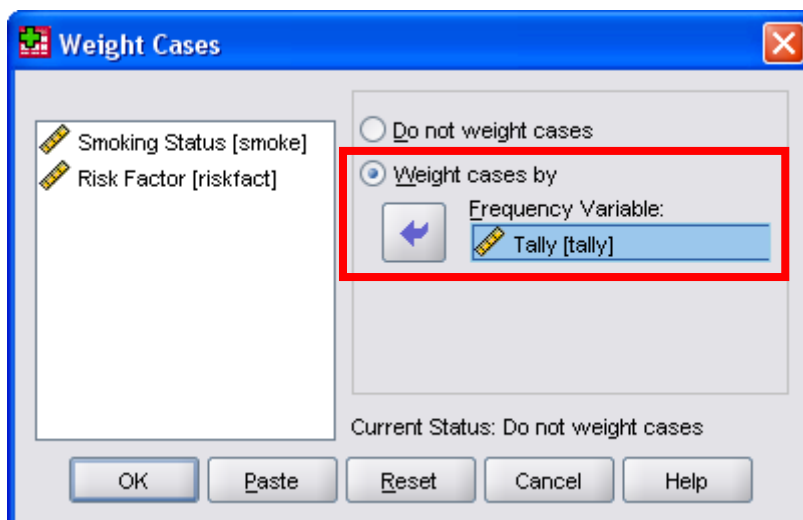 Weight Cases
Smoking Status [smoke]
Risk Factor [riskfact]
Do not weight cases
Weight cases by
Frequency Variable:
Tally [tally]
Current Status: Do not weight cases
OK Paste Reset Cancel Help